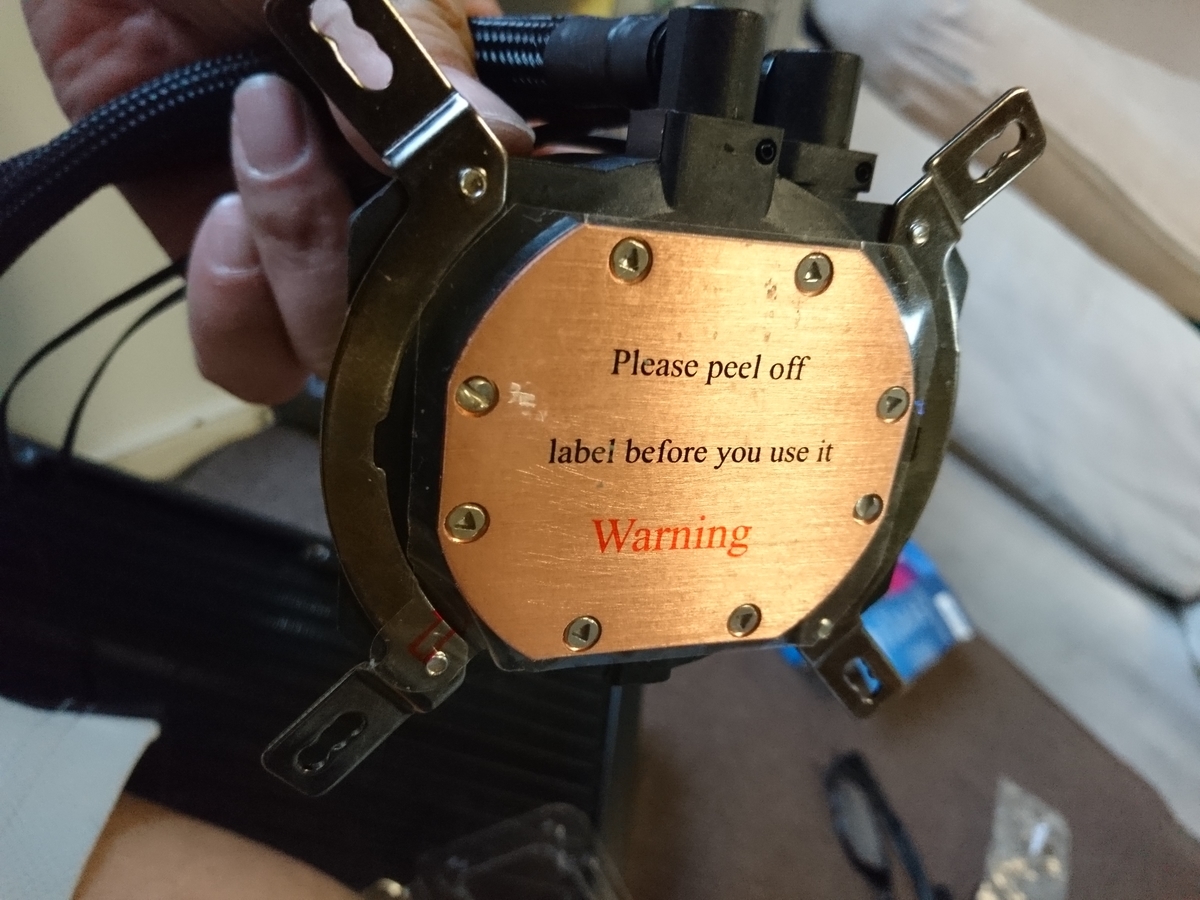 Please peel off
label before you use it
Warning